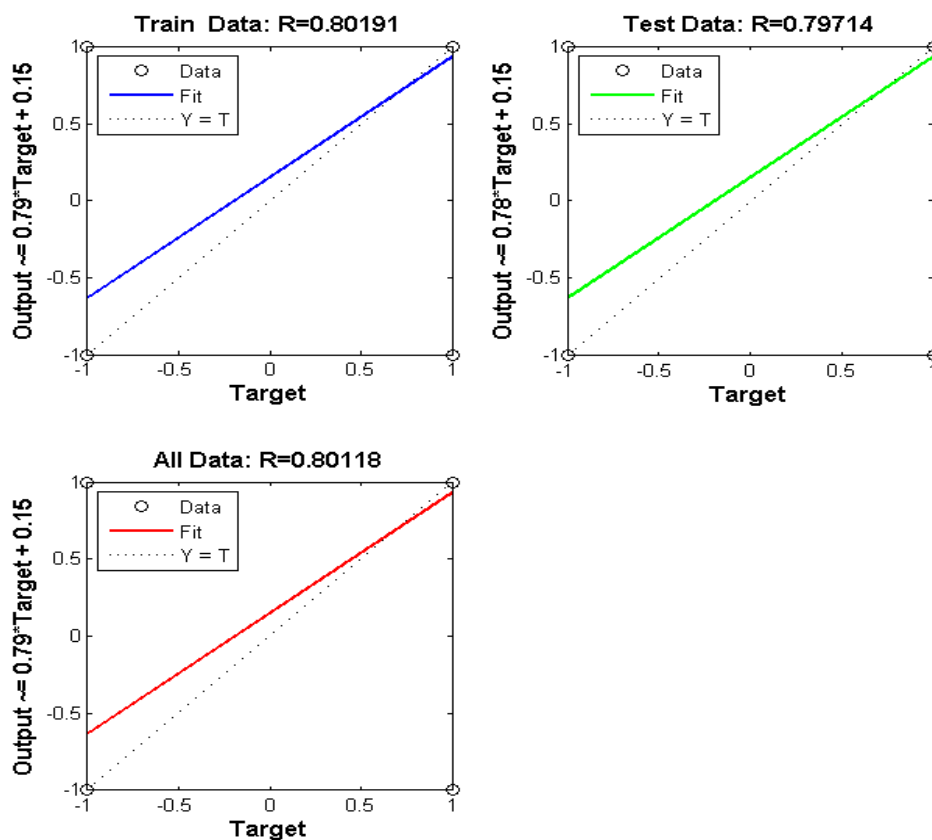 Train  Data: R=0.80191
Output ~= 0.79*Target + 0.15
1
0.5
0
-0.5
-1
Data
Fit
Y = T
-1
-0.5
0
0.5
1
Target
Test Data: R=0.79714
Output ~= 0.78*Target + 0.15
1
0.5
0
-0.5
-1
Data
Fit
Y = T
-1
-0.5
0
0.5
1
Target
All Data: R=0.80118
Output ~= 0.79*Target + 0.15
1
0.5
0
-0.5
-1
Data
Fit
Y = T
-1
-0.5
0
0.5
1
Target